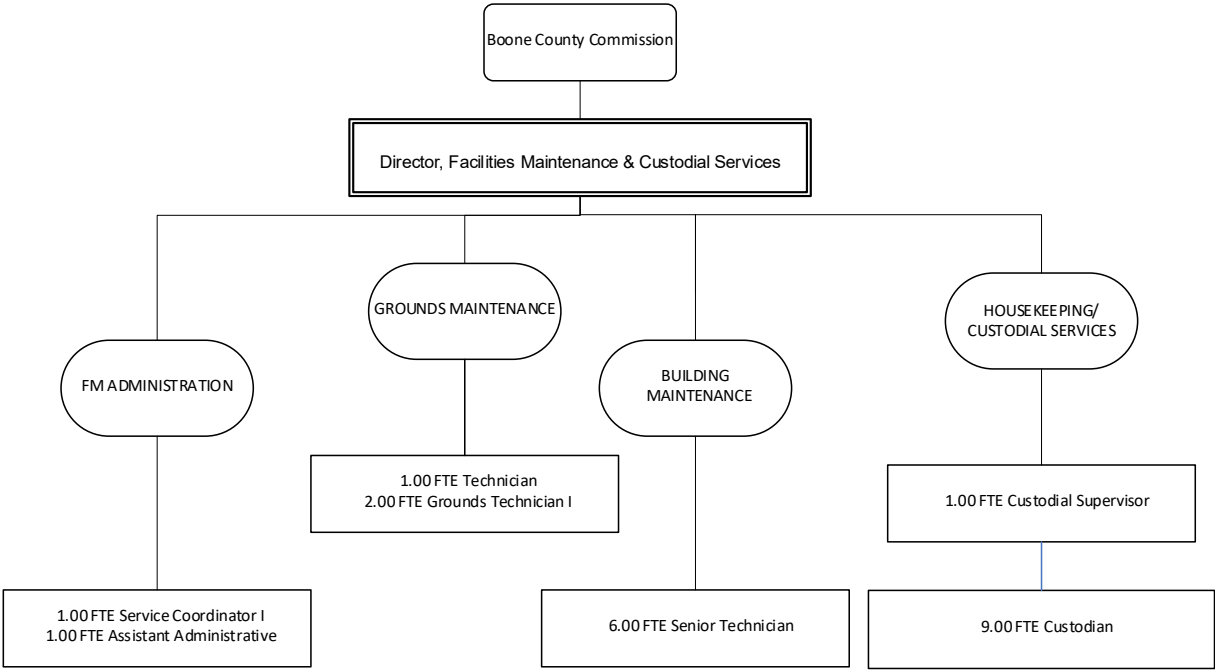 Boone County Commission
Director, Facilities Maintenance & Custodial Services
GROUNDS MAINTENANCE
HOUSEKEEPING/
CUSTODIAL SERVICES
FM ADMINISTRATION
BUILDING
MAINTENANCE
1.00 FTE Technician
2.00 FTE Grounds Technician I
1.00 FTE Custodial Supervisor
1.00 FTE Service Coordinator I
1.00 FTE Assistant Administrative
6.00 FTE Senior Technician
9.00 FTE Custodian